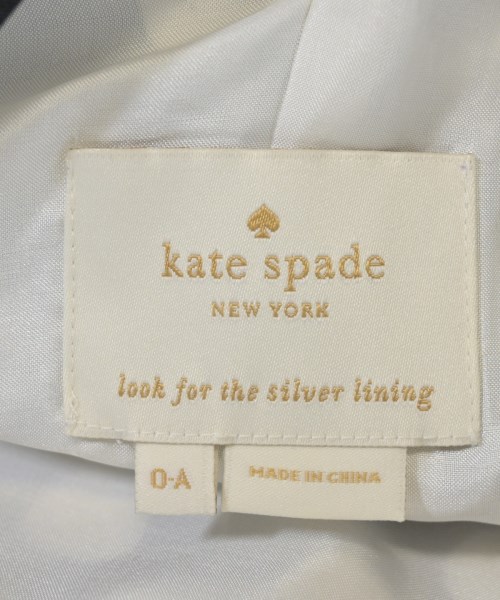 kate spade
NEW YORK
look for the silver lining
0-A
MADE IN CHINA